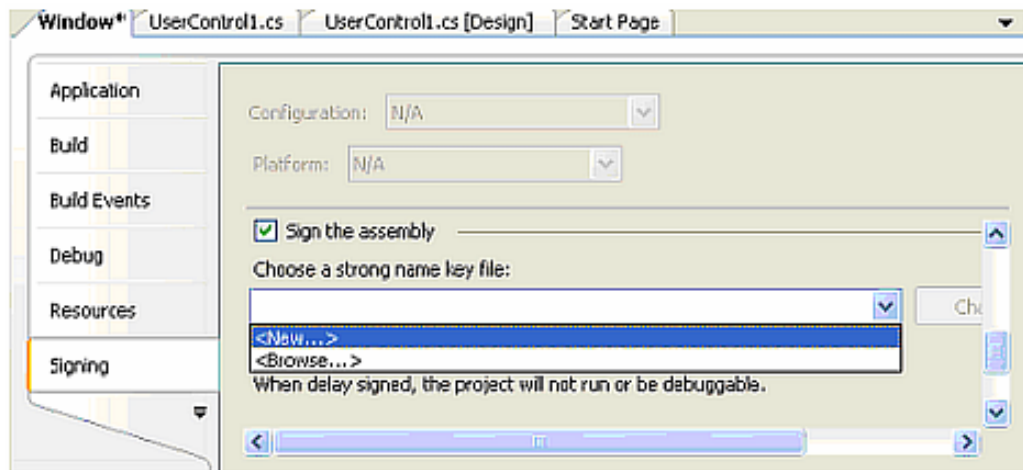 Window* UserControl1.cs UserControl1.cs [Design] Start Page
Application
Build
Build Events
Debug
Resources
Signing
Configuration: N/A
Platform: N/A
Sign the assembly
Choose a strong name key file:
Cha
<New...>
<Browse...>
When delay signed, the project will not run or be debuggable.